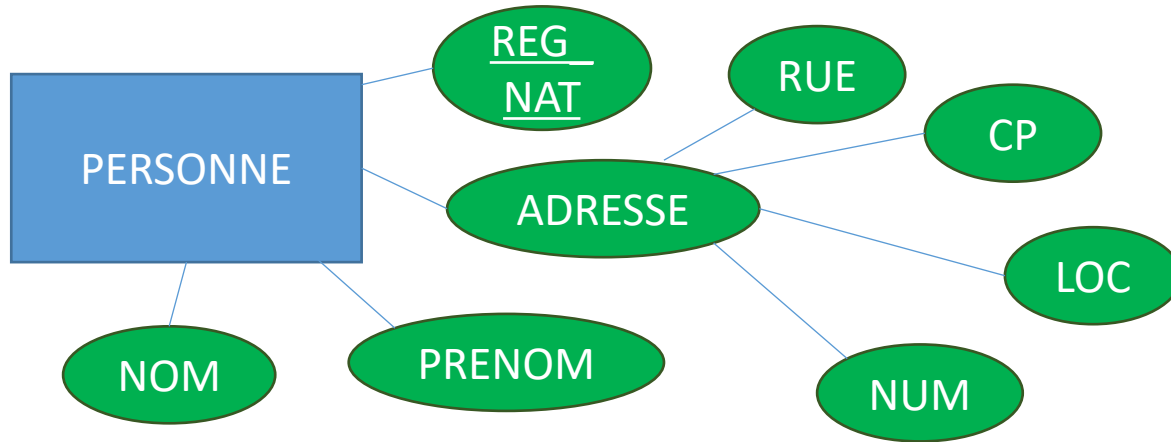 REG_
NAT
RUE
CP
PERSONNE
ADRESSE
LOC
NOM
PRENOM
NUM